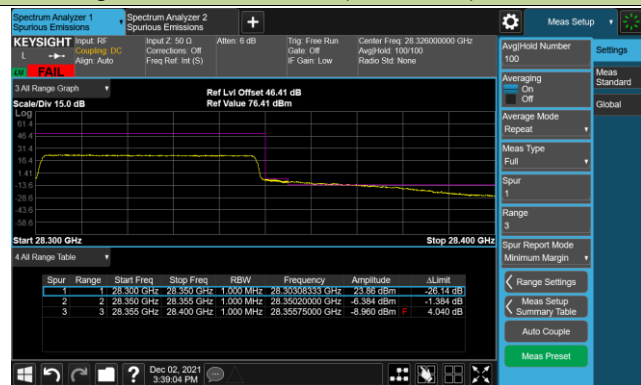 Spectrum Analyzer 1
Spurious Emissions
Spectrum Analyzer 2
Spurious Emissions
+
Meas Setup
KEYSIGHT
L
Input: RF
Coupling: DC
Align: Auto
Input Z: 50 Ω
Corrections: Off
Freq Ref: Int (S)
Atten: 6 dB
Trig: Free Run
Gate: Off
IF Gain: Low
Center Freq: 28.326000000 GHz
Avg|Hold: 100/100
Radio Std: None
FAIL
3 All Range Graph
Scale/Div 15.0 dB
Ref Lvl Offset 46.41 dB
Ref Value 76.41 dBm
Log
61.4
46.4
31.4
16.4
1.41
-13.6
-28.6
-43.6
-58.6
Start 28.300 GHz
Stop 28.400 GHz
4 All Range Table
Spur Range Start Freq Stop Freq RBW Frequency Amplitude ΔLimit
1 1 28.300 GHz 28.350 GHz 1.000 MHz 28.30308333 GHz 23.86 dBm -26.14 dB
2 2 28.350 GHz 28.355 GHz 1.000 MHz 28.35020000 GHz -6.384 dBm -1.384 dB
3 3 28.355 GHz 28.400 GHz 1.000 MHz 28.35575000 GHz -8.960 dBm F 4.040 dB
Avg|Hold Number
100
Averaging
On
Off
Average Mode
Repeat
Meas Type
Full
Spur
1
Range
3
Spur Report Mode
Minimum Margin
Range Settings
Meas Setup
Summary Table
Auto Couple
Meas Preset
Settings
Meas
Standard
Global
?
Dec 02, 2021
3:39:04 PM